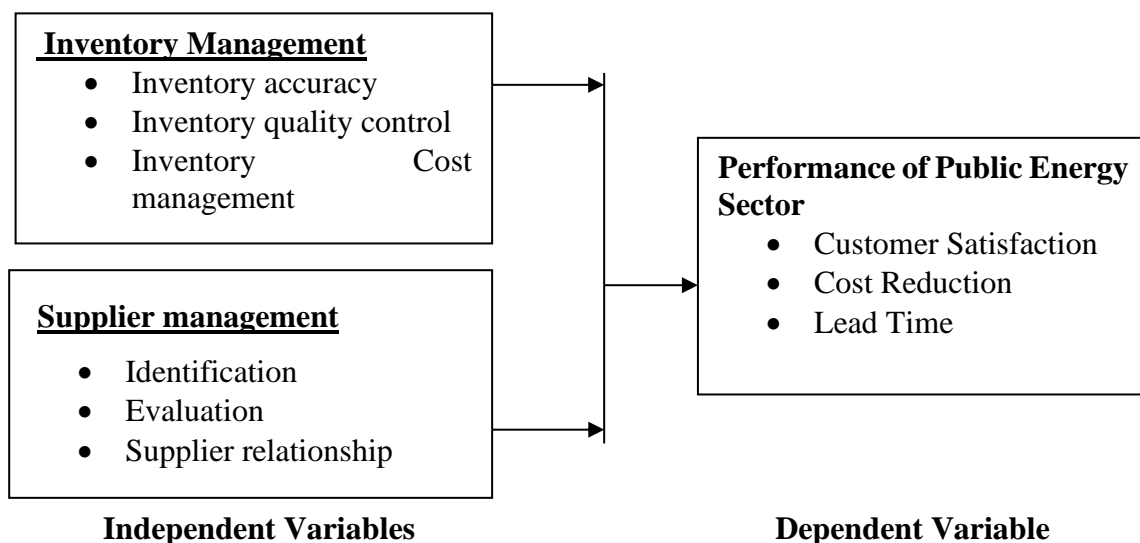 Inventory Management
• Inventory accuracy
• Inventory quality control
• Inventory Cost
management
Supplier management
• Identification
• Evaluation
• Supplier relationship
Independent Variables
Performance of Public Energy
Sector
• Customer Satisfaction
• Cost Reduction
• Lead Time
Dependent Variable